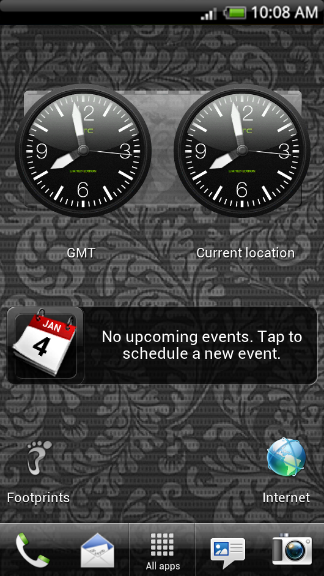 10:08 AM
12
12
9
3
9
3
6
6
GMT
Current location
JAN
4
No upcoming events. Tap to
schedule a new event.
Footprints
Internet
All apps